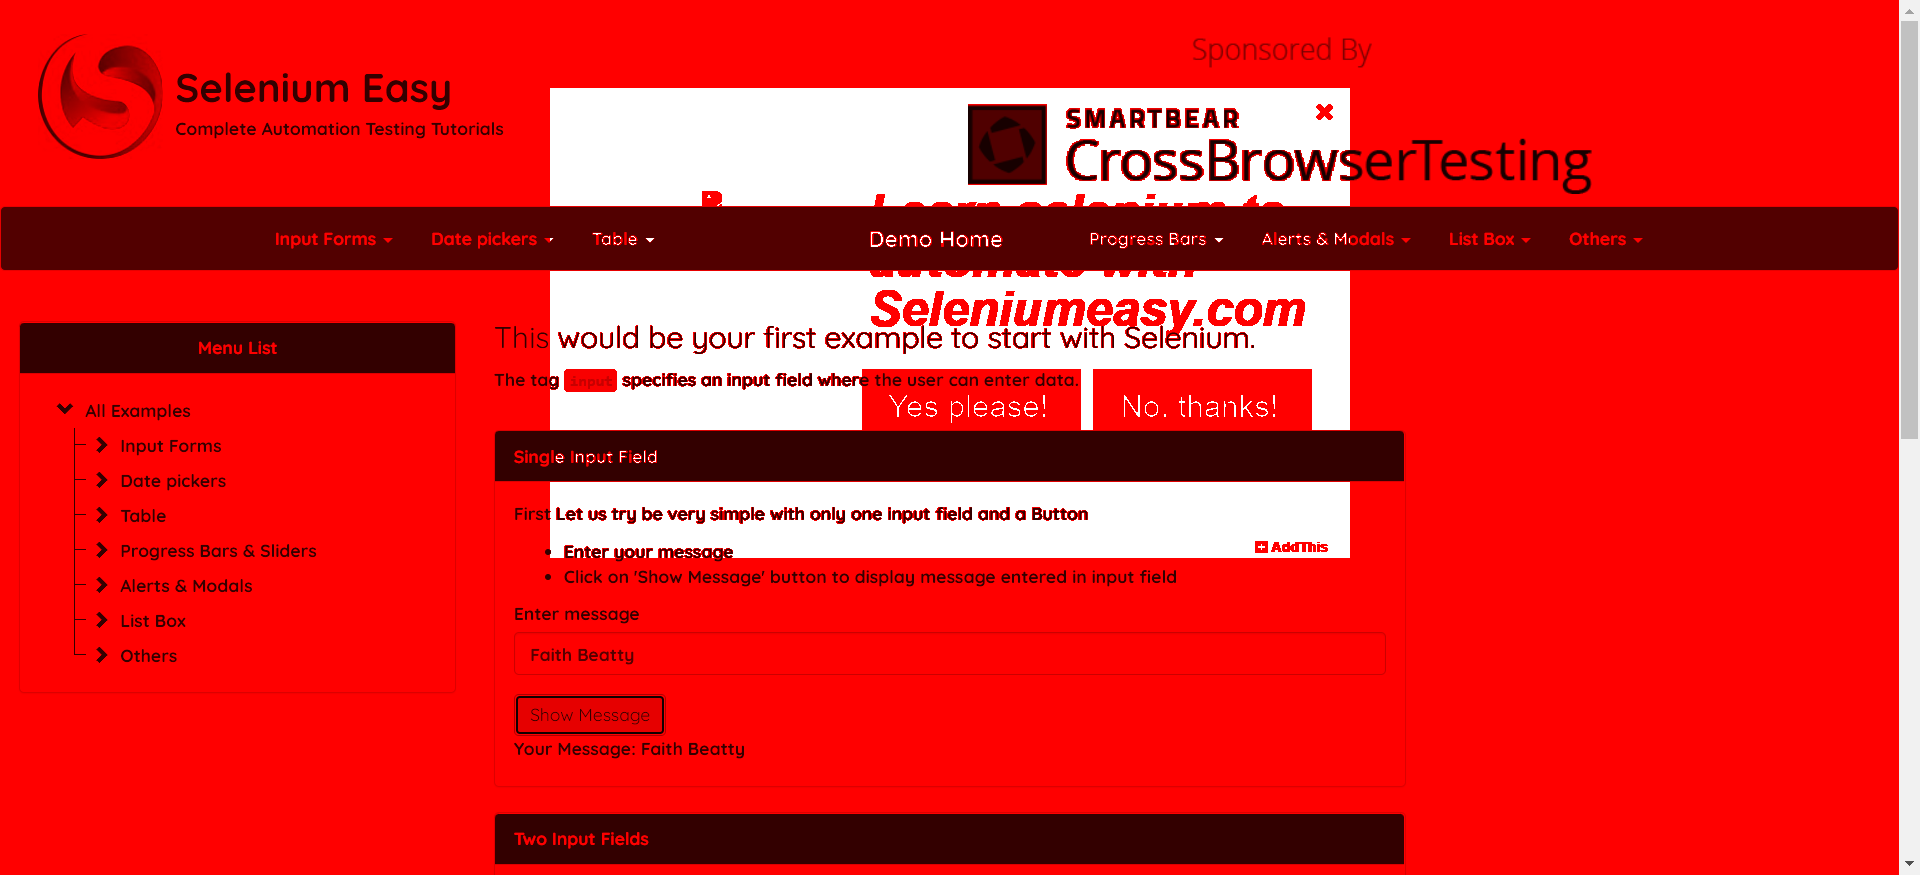 Sponsored By
Selenium Easy
Complete Automation Testing Tutorials
SMARTBEAR
CrossBrowserTesting
Learn selenium to
Input Forms
Date pickers
Table
Demo Home
Progress Bars
Alerts & Modals
List Box
Others
automate with
Seleniumeasy.com
Menu List
This would be your first example to start with Selenium.
The tag input specifies an input field where the user can enter data.
Yes please!
No. thanks!
All Examples
Input Forms
Date pickers
Table
Progress Bars & Sliders
Alerts & Modals
List Box
Others
Single Input Field
First Let us try be very simple with only one input field and a Button
Enter your message
AddThis
Click on 'Show Message' button to display message entered in input field
Enter message
Faith Beatty
Show Message
Your Message: Faith Beatty
Two Input Fields